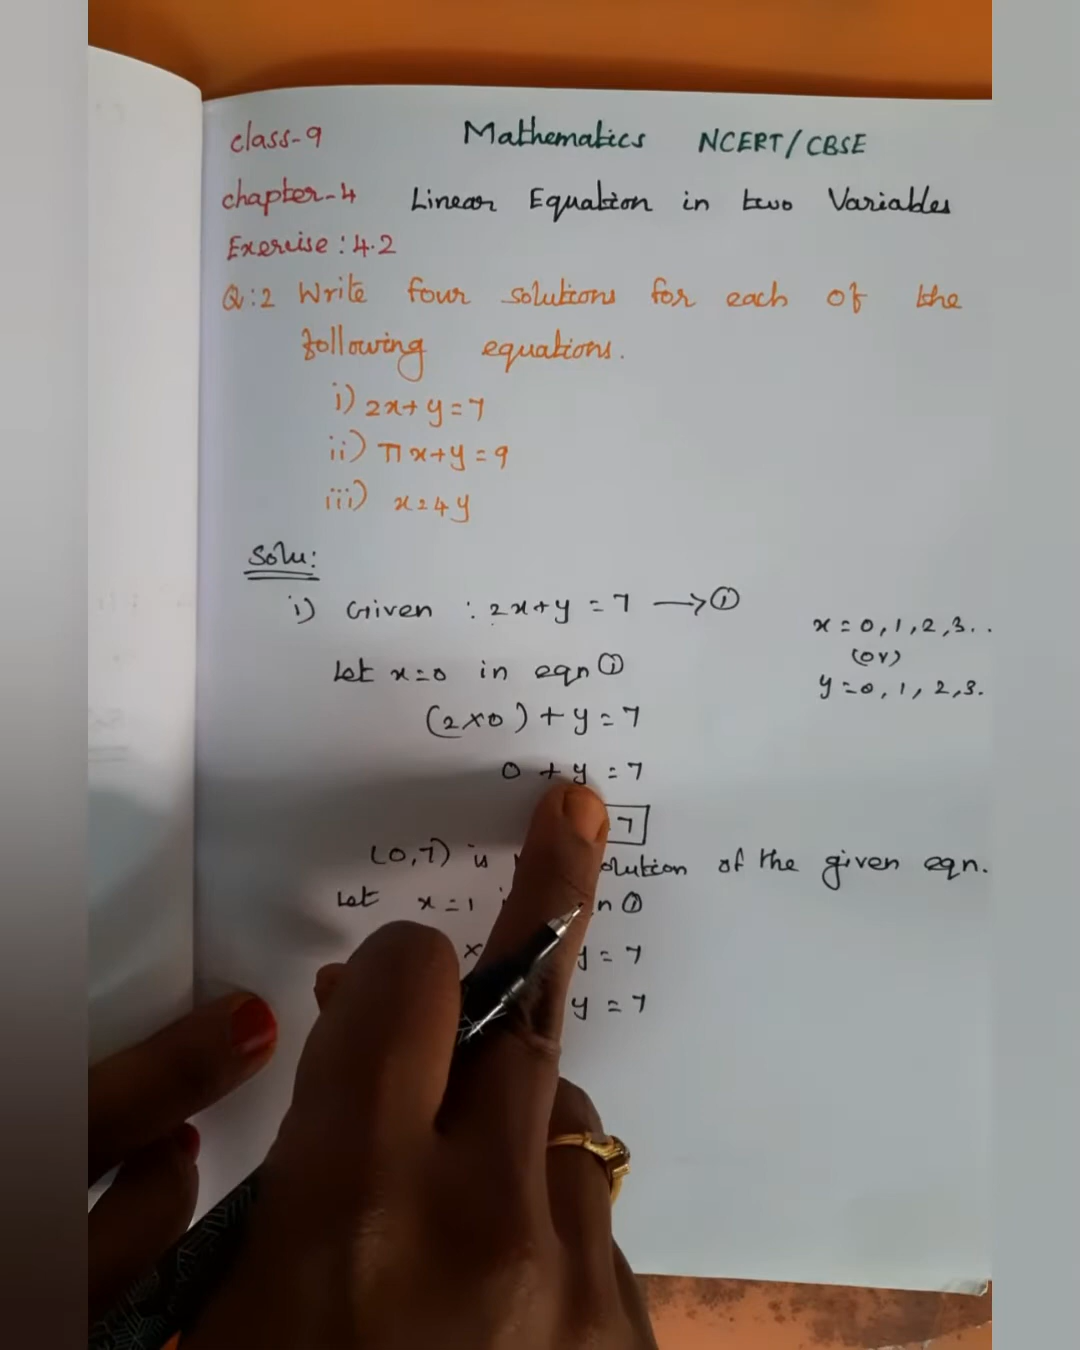 class-9 Mathematics NCERT/CBSE
chapter-4 Linear Equation in two Variables
Exercise : 4.2
Q:2 Write four solutions for each of the
following equations.
i) 2x+y=7
ii) πx+y=9
iii) x=4y
Solu:
i) Given : 2x+y=7 →①
x=0,1,2,3..
(or)
y=0,1,2,3.
Let x=0 in eqn ①
(2×0)+y=7
0+y=7
7
(0,7) is olution of the given eqn.
Let x=1 n ①
× y=7
y=7